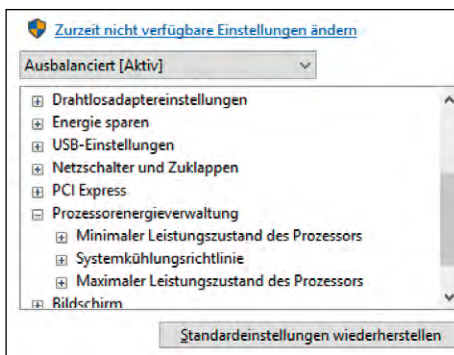 Zurzeit nicht verfügbare Einstellungen ändern
Ausbalanciert [Aktiv]
Drahtlosadaptereinstellungen
Energie sparen
USB-Einstellungen
Netzschalter und Zuklappen
PCI Express
Prozessorenergieverwaltung
Minimaler Leistungszustand des Prozessors
Systemkühlungsrichtlinie
Maximaler Leistungszustand des Prozessors
Bildschirm
Standardeinstellungen wiederherstellen